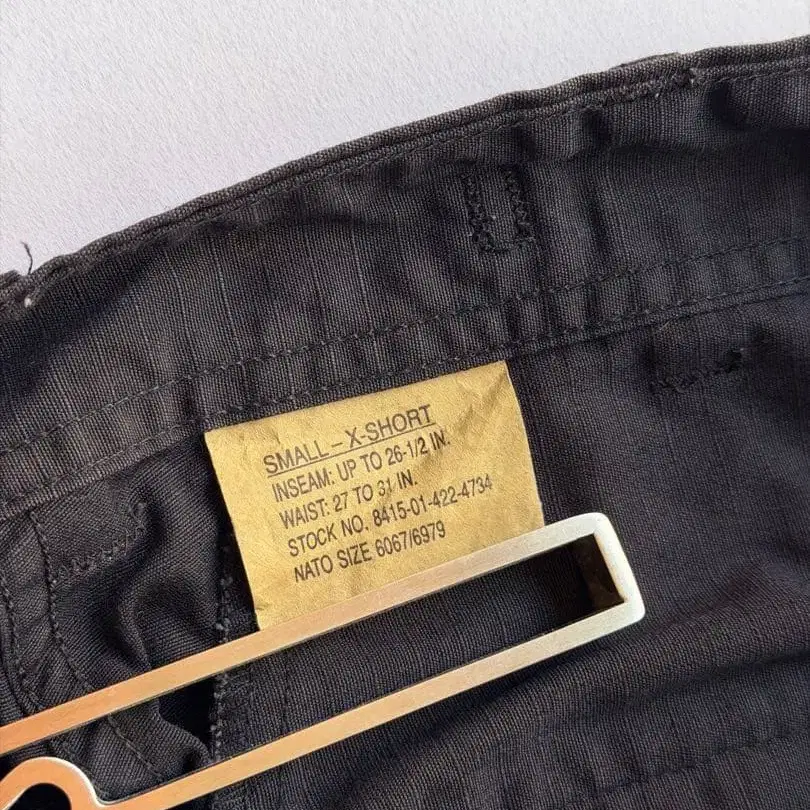 SMALL – X-SHORT
INSEAM: UP TO 26-1/2 IN.
WAIST: 27 TO 31 IN.
STOCK NO. 8415-01-422-4734
NATO SIZE 6067/6979